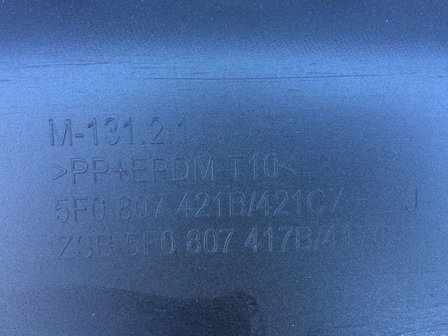 M-131.2.1
>PP+EPDM-T10<
5F0 807 421B/421C/
ZSB 5F0 807 417B/417C